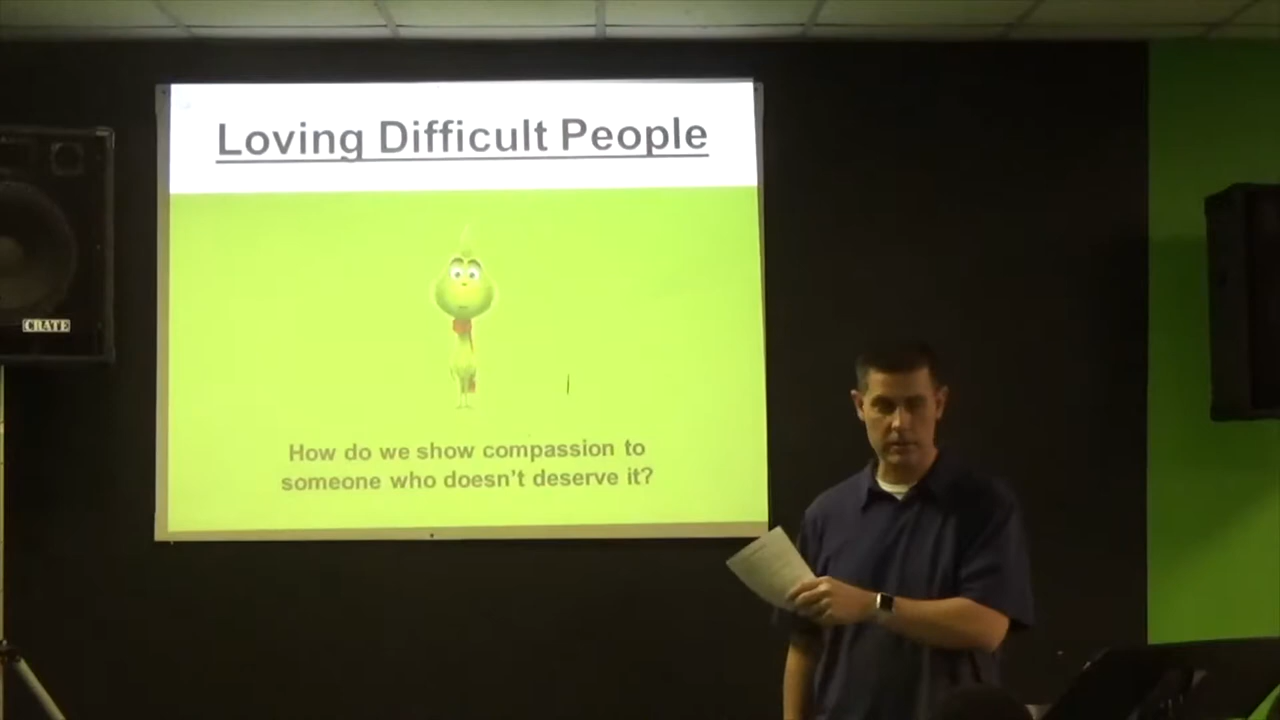 Loving Difficult People
How do we show compassion to
someone who doesn't deserve it?
CRATE